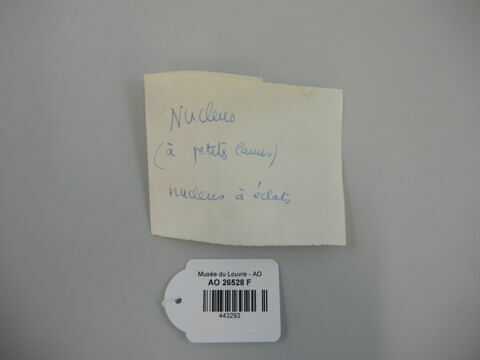 Nucleus
(à petites lames)
nucleus à éclats
Musée du Louvre - AO
AO 26528 F
443293